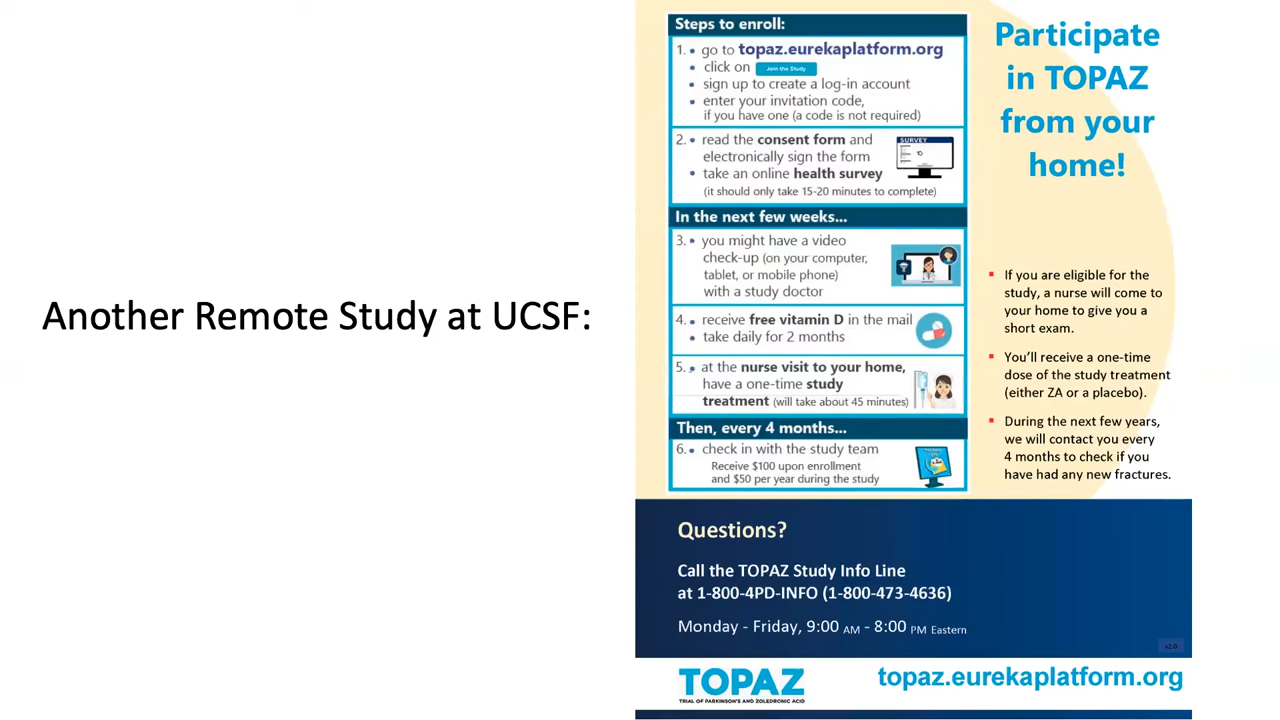 Another Remote Study at UCSF:
Steps to enroll:
1. • go to topaz.eurekaplatform.org
• click on Join the Study
• sign up to create a log-in account
• enter your invitation code,
if you have one (a code is not required)
2. • read the consent form and
electronically sign the form
• take an online health survey
(it should only take 15-20 minutes to complete)
SURVEY
In the next few weeks...
3. • you might have a video
check-up (on your computer,
tablet, or mobile phone)
with a study doctor
4. • receive free vitamin D in the mail
• take daily for 2 months
5. • at the nurse visit to your home,
have a one-time study
treatment (will take about 45 minutes)
Then, every 4 months...
6. • check in with the study team
Receive $100 upon enrollment
and $50 per year during the study
Participate
in TOPAZ
from your
home!
▪ If you are eligible for the
study, a nurse will come to
your home to give you a
short exam.
▪ You’ll receive a one-time
dose of the study treatment
(either ZA or a placebo).
▪ During the next few years,
we will contact you every
4 months to check if you
have had any new fractures.
Questions?
Call the TOPAZ Study Info Line
at 1-800-4PD-INFO (1-800-473-4636)
Monday - Friday, 9:00 AM - 8:00 PM Eastern
v2.0
TOPAZ
TRIAL OF PARKINSON'S AND ZOLEDRONIC ACID
topaz.eurekaplatform.org